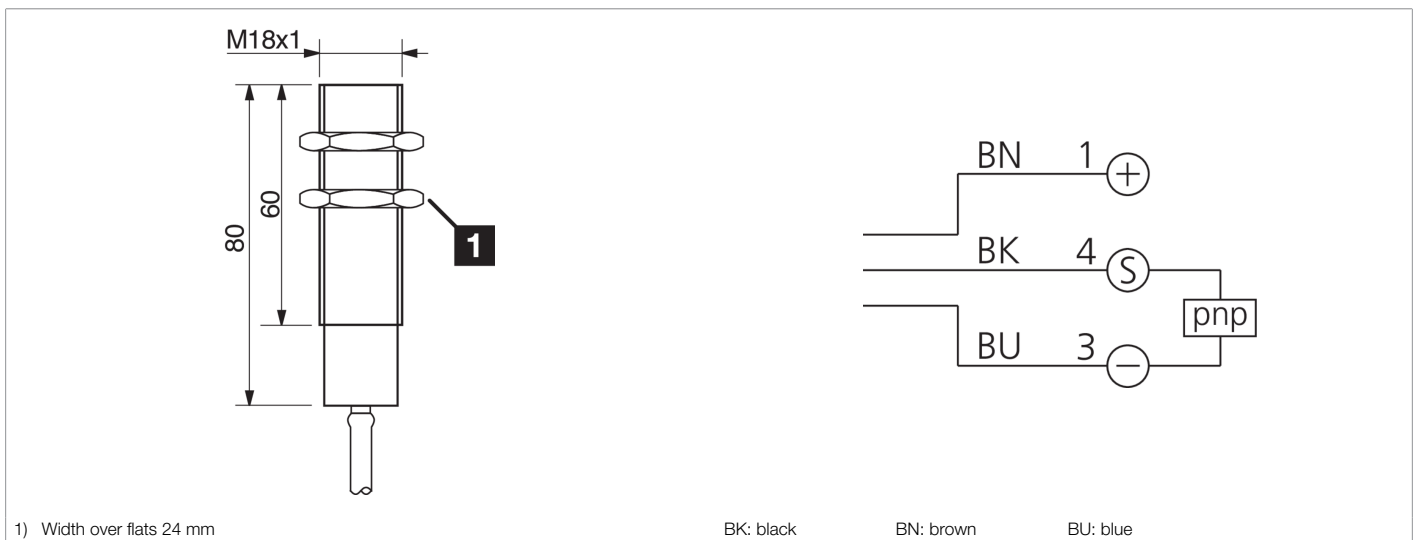 M18x1
80
60
1
BN 1 +
BK 4 S
pnp
BU 3 −
1) Width over flats 24 mm
BK: black BN: brown BU: blue